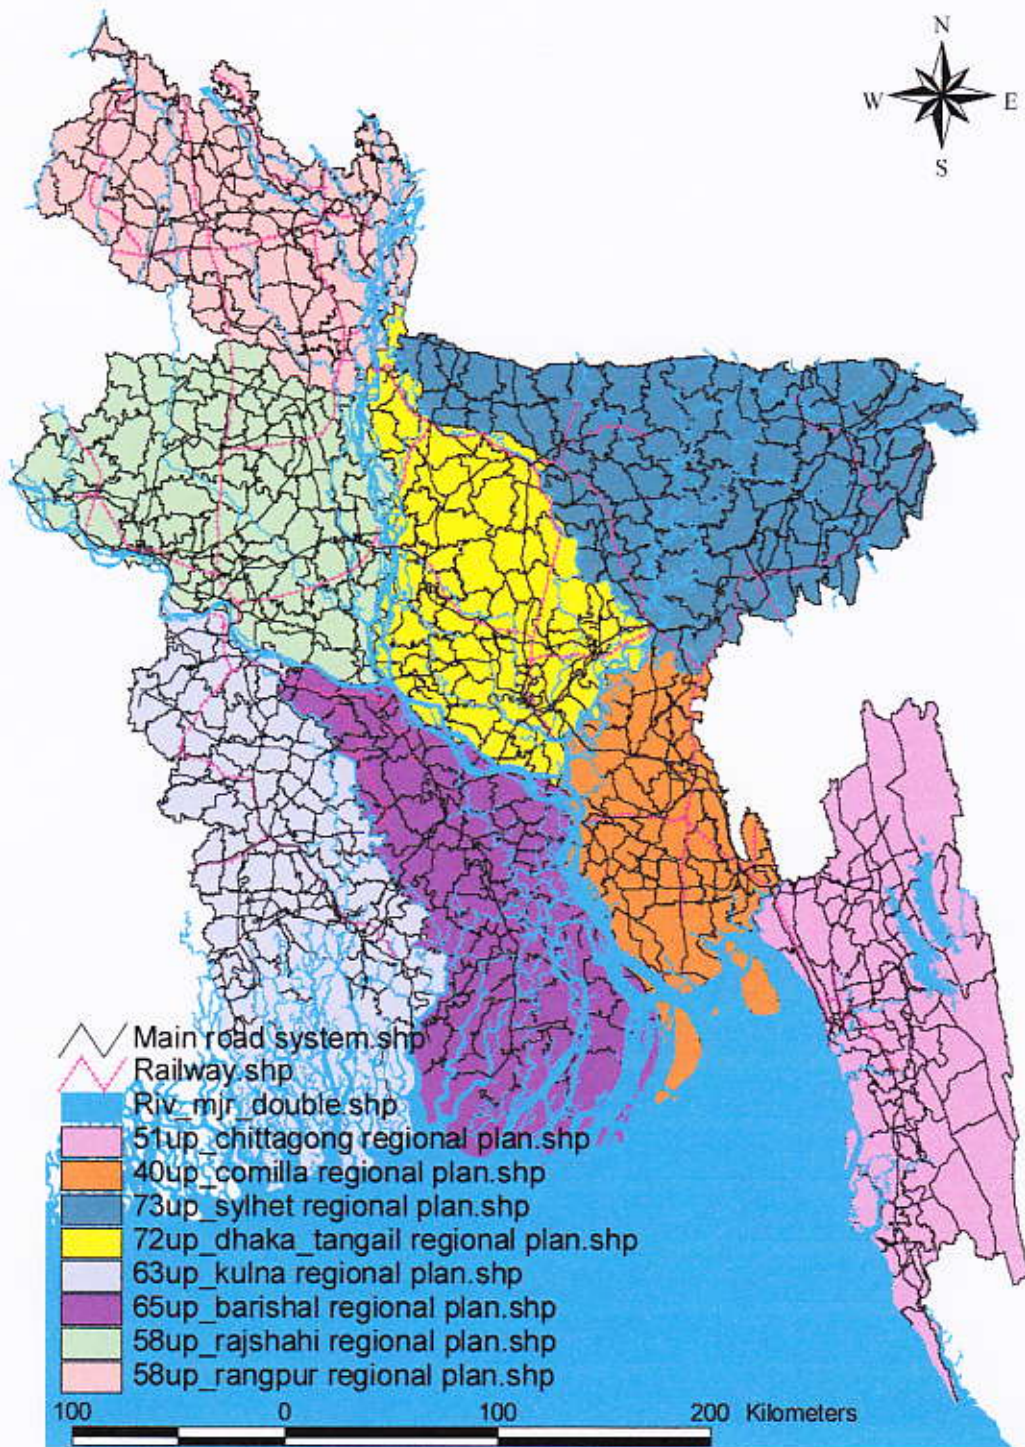 N
W E
S
Main road system.shp
Railway.shp
Riv_mjr_double.shp
51up_chittagong regional plan.shp
40up_comilla regional plan.shp
73up_sylhet regional plan.shp
72up_dhaka_tangail regional plan.shp
63up_kulna regional plan.shp
65up_barishal regional plan.shp
58up_rajshahi regional plan.shp
58up_rangpur regional plan.shp
100 0 100 200 Kilometers